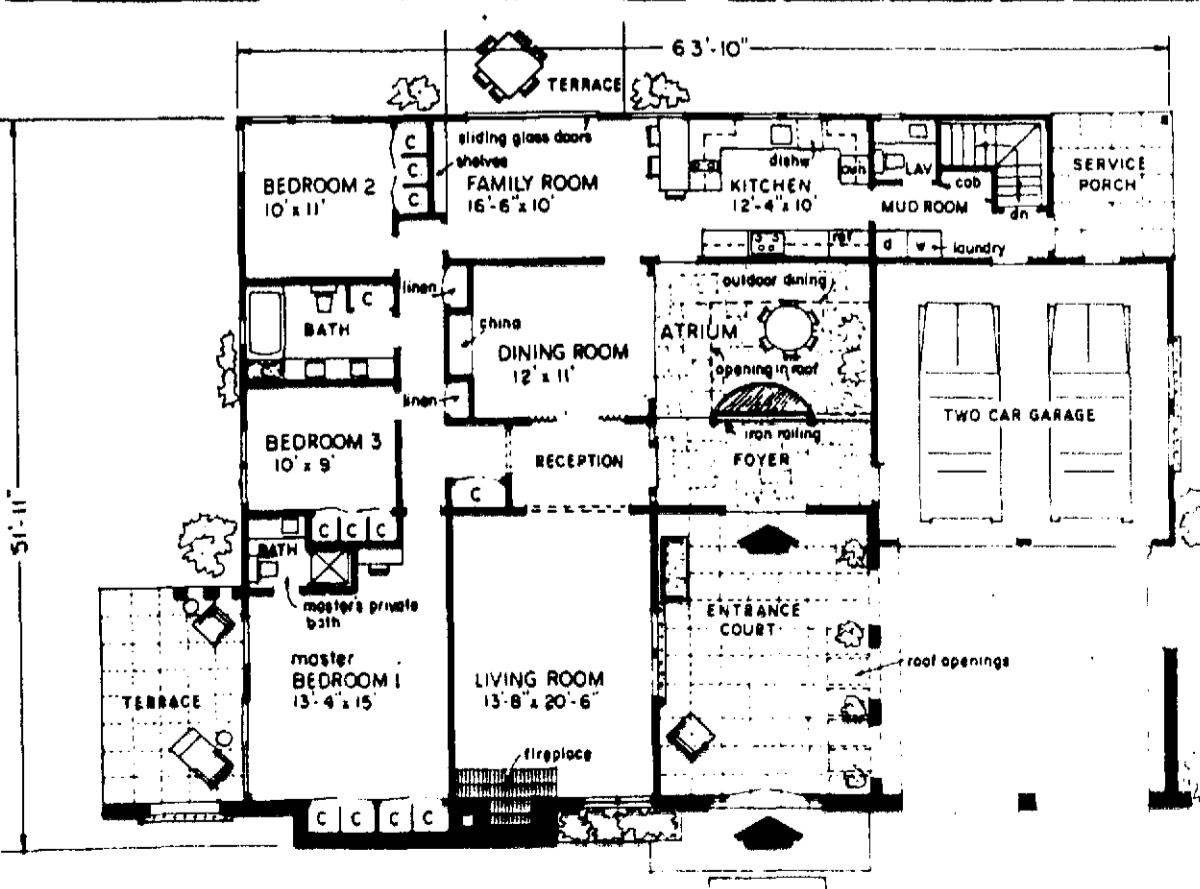 63'-10"
TERRACE
C
C
C
sliding glass doors
shelves
BEDROOM 2
10' x 11'
FAMILY ROOM
16'-6" x 10'
dishw
ovn
KITCHEN
12'-4" x 10'
LAV
cab
MUD ROOM
dn
SERVICE
PORCH
ref
d
w
laundry
linen
C
BATH
china
DINING ROOM
12' x 11'
linen
outdoor dining
ATRIUM
opening in roof
iron railing
TWO CAR GARAGE
BEDROOM 3
10' x 9'
RECEPTION
FOYER
C
C
C
C
BATH
master's private
bath
51'-11"
ENTRANCE
COURT
roof openings
master
BEDROOM 1
13'-4" x 15'
LIVING ROOM
13'-8" x 20'-6"
TERRACE
fireplace
C
C
C
C